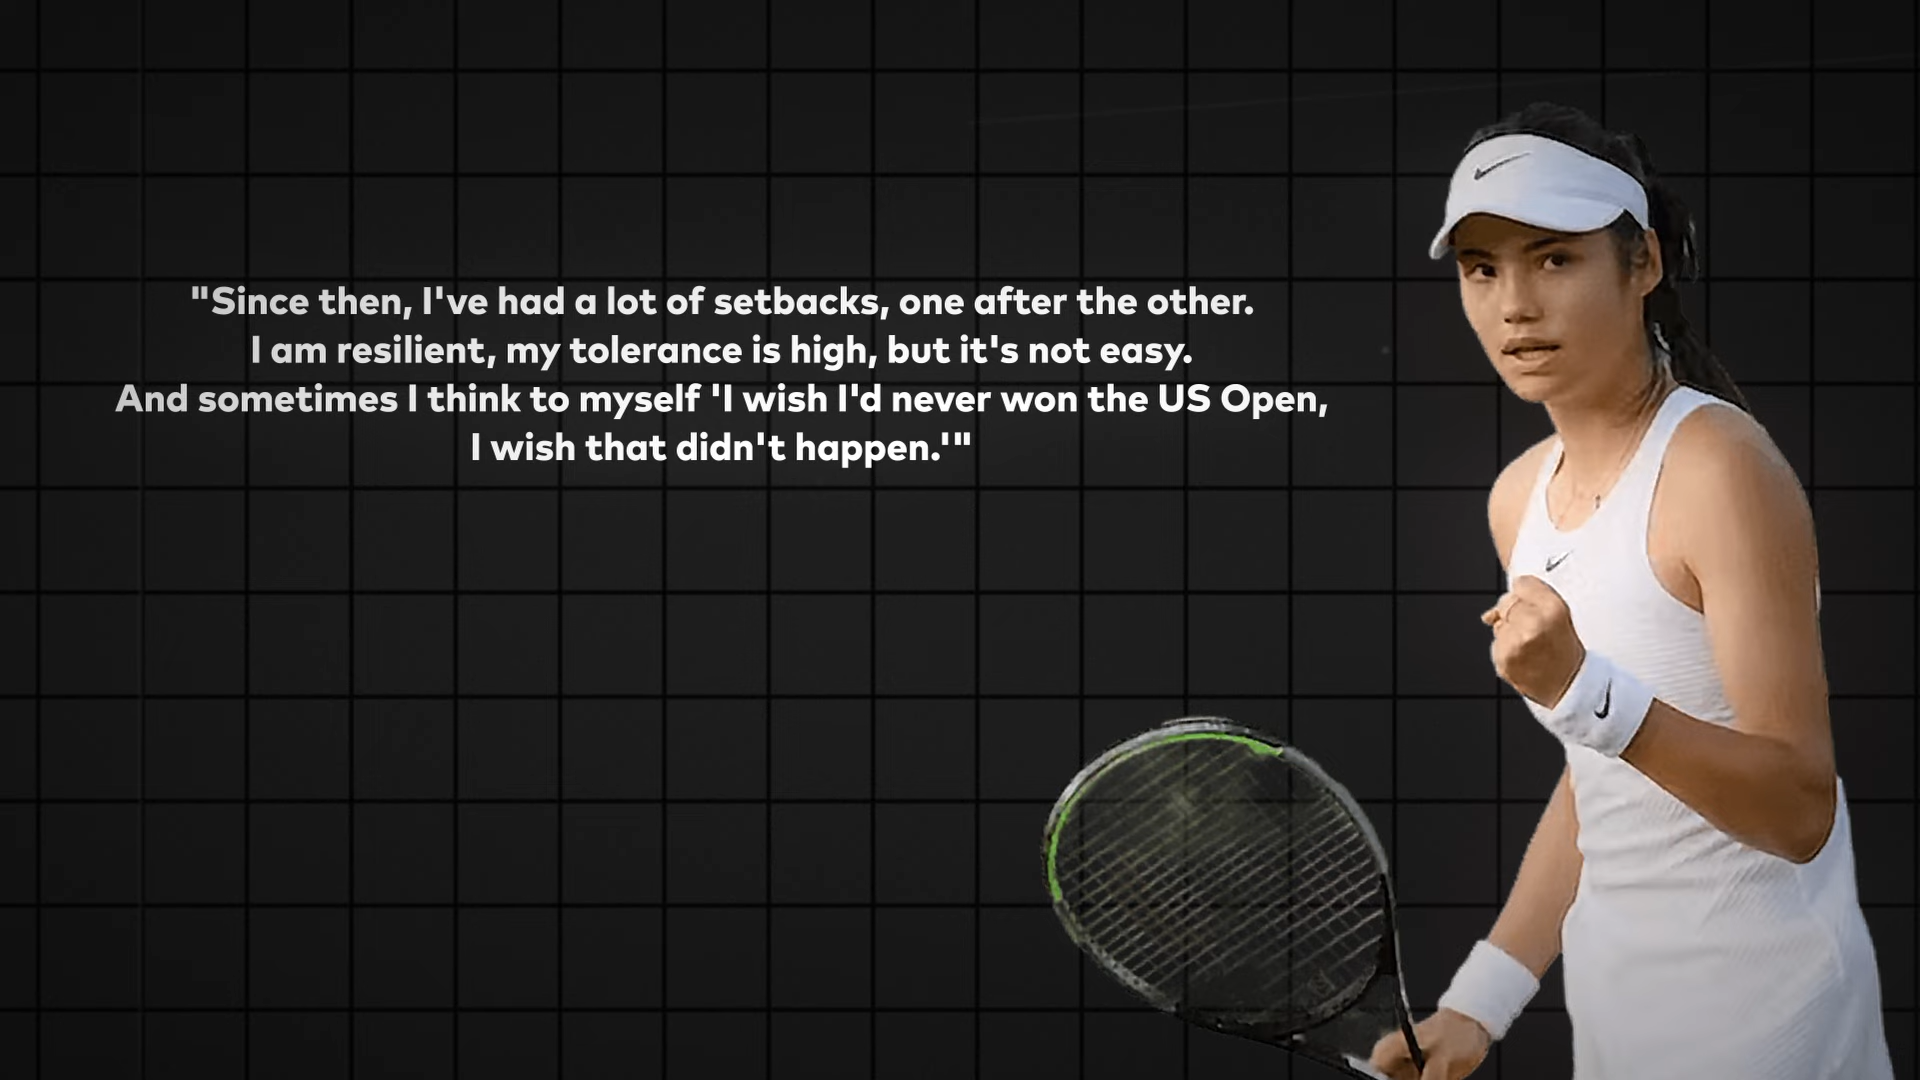 "Since then, I've had a lot of setbacks, one after the other.
I am resilient, my tolerance is high, but it's not easy.
And sometimes I think to myself 'I wish I'd never won the US Open,
I wish that didn't happen.'"